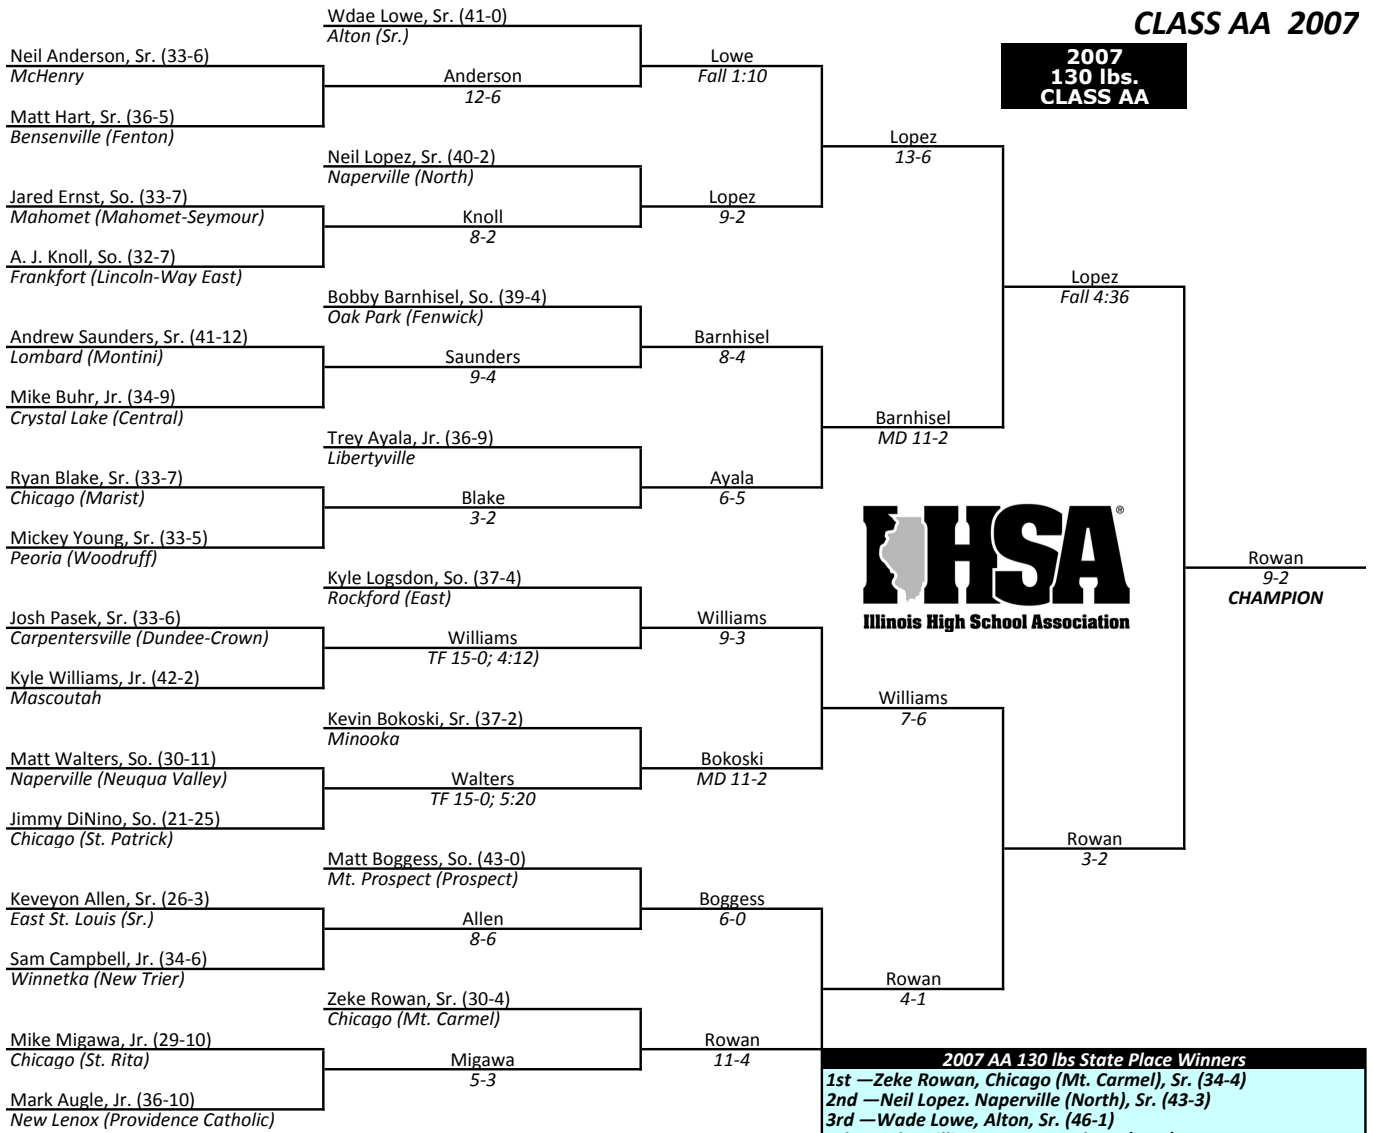 CLASS AA 2007
2007
130 lbs.
CLASS AA
Wdae Lowe, Sr. (41-0)
Alton (Sr.)
Neil Anderson, Sr. (33-6)
McHenry
Lowe
Fall 1:10
Anderson
12-6
Matt Hart, Sr. (36-5)
Bensenville (Fenton)
Lopez
13-6
Neil Lopez, Sr. (40-2)
Naperville (North)
Jared Ernst, So. (33-7)
Mahomet (Mahomet-Seymour)
Lopez
9-2
Knoll
8-2
A. J. Knoll, So. (32-7)
Frankfort (Lincoln-Way East)
Lopez
Fall 4:36
Bobby Barnhisel, So. (39-4)
Oak Park (Fenwick)
Andrew Saunders, Sr. (41-12)
Lombard (Montini)
Barnhisel
8-4
Saunders
9-4
Mike Buhr, Jr. (34-9)
Crystal Lake (Central)
Barnhisel
MD 11-2
Trey Ayala, Jr. (36-9)
Libertyville
Ryan Blake, Sr. (33-7)
Chicago (Marist)
Ayala
6-5
Blake
3-2
Mickey Young, Sr. (33-5)
Peoria (Woodruff)
IHSA®
Illinois High School Association
Rowan
9-2
CHAMPION
Kyle Logsdon, So. (37-4)
Rockford (East)
Josh Pasek, Sr. (33-6)
Carpentersville (Dundee-Crown)
Williams
9-3
Williams
TF 15-0; 4:12)
Kyle Williams, Jr. (42-2)
Mascoutah
Williams
7-6
Kevin Bokoski, Sr. (37-2)
Minooka
Matt Walters, So. (30-11)
Naperville (Neuqua Valley)
Bokoski
MD 11-2
Walters
TF 15-0; 5:20
Jimmy DiNino, So. (21-25)
Chicago (St. Patrick)
Rowan
3-2
Matt Boggess, So. (43-0)
Mt. Prospect (Prospect)
Keveyon Allen, Sr. (26-3)
East St. Louis (Sr.)
Boggess
6-0
Allen
8-6
Sam Campbell, Jr. (34-6)
Winnetka (New Trier)
Rowan
4-1
Zeke Rowan, Sr. (30-4)
Chicago (Mt. Carmel)
Mike Migawa, Jr. (29-10)
Chicago (St. Rita)
Rowan
11-4
Migawa
5-3
Mark Augle, Jr. (36-10)
New Lenox (Providence Catholic)
2007 AA 130 lbs State Place Winners
1st —Zeke Rowan, Chicago (Mt. Carmel), Sr. (34-4)
2nd —Neil Lopez. Naperville (North), Sr. (43-3)
3rd —Wade Lowe, Alton, Sr. (46-1)